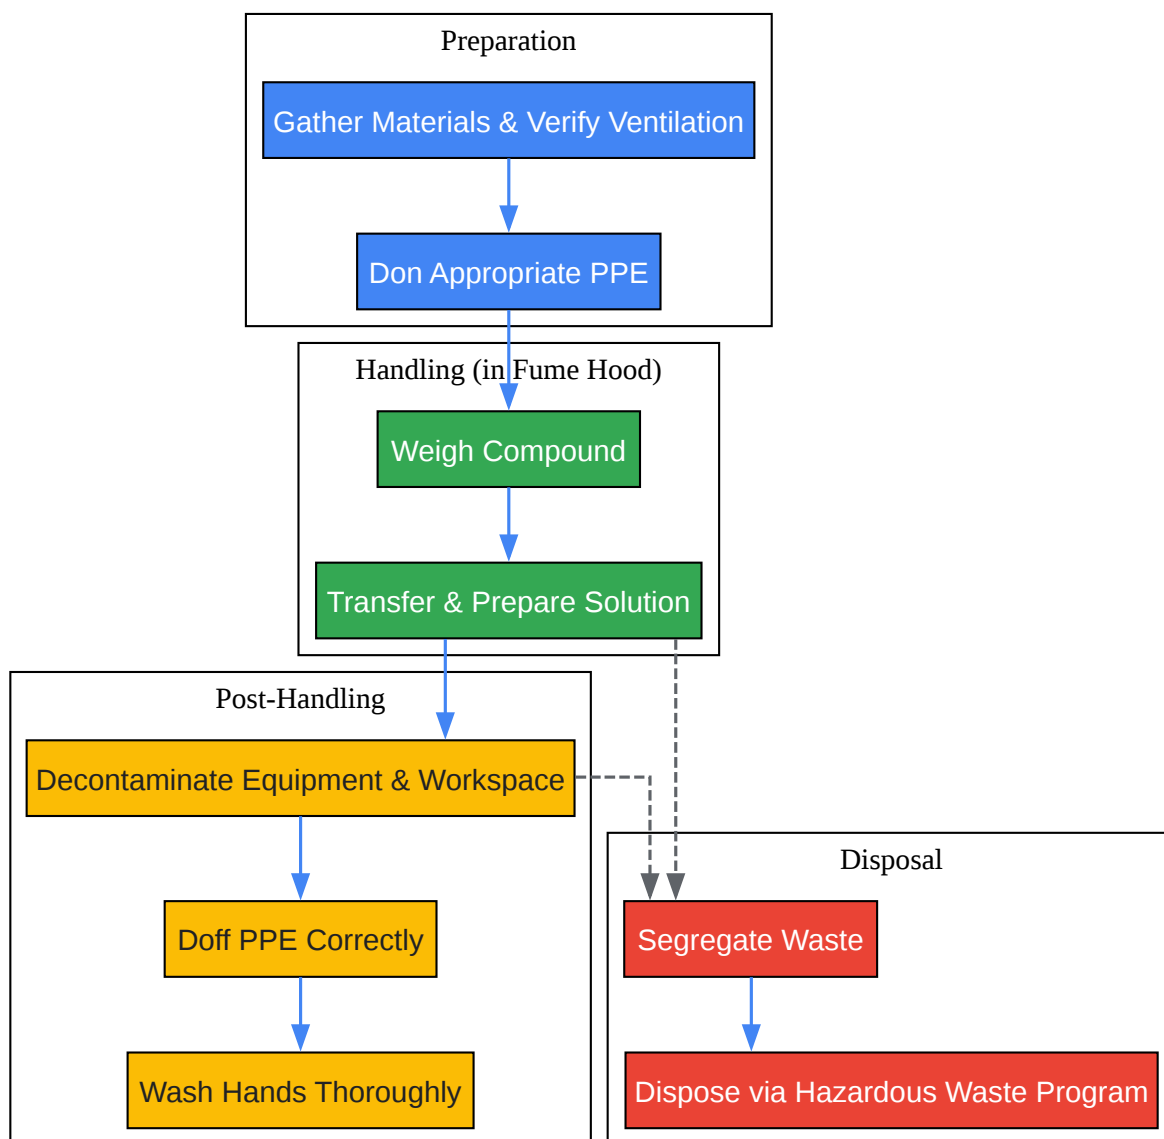 Preparation
Gather Materials & Verify Ventilation
Don Appropriate PPE
Handling (in Fume Hood)
Weigh Compound
Transfer & Prepare Solution
Post-Handling
Decontaminate Equipment & Workspace
Doff PPE Correctly
Wash Hands Thoroughly
Disposal
Segregate Waste
Dispose via Hazardous Waste Program